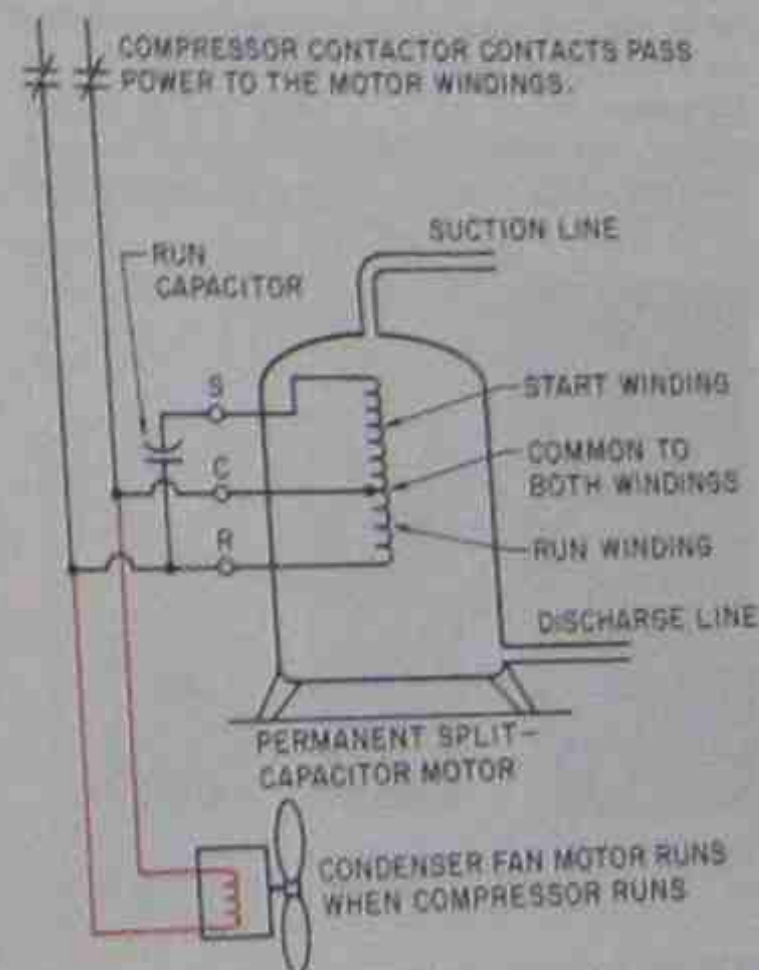 COMPRESSOR CONTACTOR CONTACTS PASS
POWER TO THE MOTOR WINDINGS.
SUCTION LINE
RUN
CAPACITOR
S
START WINDING
C
COMMON TO
BOTH WINDINGS
R
RUN WINDING
DISCHARGE LINE
PERMANENT SPLIT-
CAPACITOR MOTOR
CONDENSER FAN MOTOR RUNS
WHEN COMPRESSOR RUNS